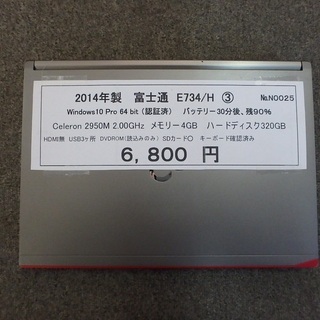 2014年製　富士通　E734/H　③　№N0025
Windows10 Pro 64 bit（認証済）　バッテリー30分後、残90％
Celeron 2950M 2.00GHz　メモリー4GB　ハードディスク320GB
HDMI無　USB3ヶ所　DVDROM（読込みのみ）　SDカード〇　キーボード確認済み
6,800 円